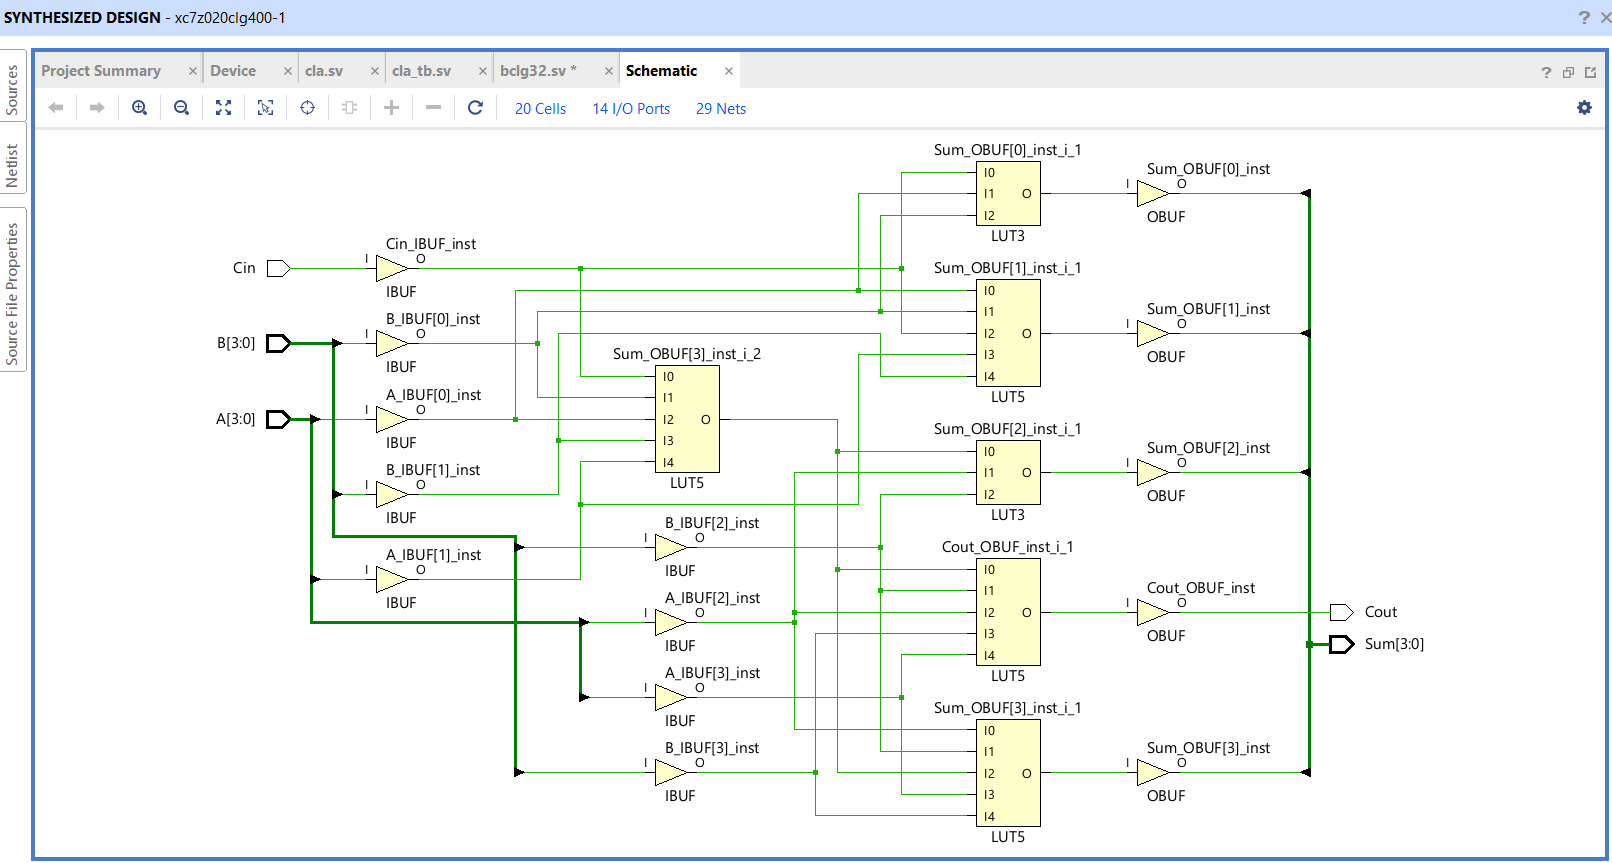 SYNTHESIZED DESIGN - xc7z020clg400-1
?
Sources
Netlist
Source File Properties
Project Summary
Device
cla.sv
cla_tb.sv
bclg32.sv *
Schematic
?
20 Cells
14 I/O Ports
29 Nets
Sum_OBUF[0]_inst_i_1
I0
I1
I2
O
LUT3
Sum_OBUF[0]_inst
I
O
OBUF
Cin
Cin_IBUF_inst
I
O
IBUF
Sum_OBUF[1]_inst_i_1
I0
I1
I2
I3
I4
O
LUT5
Sum_OBUF[1]_inst
I
O
OBUF
B[3:0]
B_IBUF[0]_inst
I
O
IBUF
A[3:0]
A_IBUF[0]_inst
I
O
IBUF
B_IBUF[1]_inst
I
O
IBUF
A_IBUF[1]_inst
I
O
IBUF
Sum_OBUF[3]_inst_i_2
I0
I1
I2
I3
I4
O
LUT5
Sum_OBUF[2]_inst_i_1
I0
I1
I2
O
LUT3
Sum_OBUF[2]_inst
I
O
OBUF
B_IBUF[2]_inst
I
O
IBUF
A_IBUF[2]_inst
I
O
IBUF
A_IBUF[3]_inst
I
O
IBUF
B_IBUF[3]_inst
I
O
IBUF
Cout_OBUF_inst_i_1
I0
I1
I2
I3
I4
O
LUT5
Cout_OBUF_inst
I
O
OBUF
Cout
Sum[3:0]
Sum_OBUF[3]_inst_i_1
I0
I1
I2
I3
I4
O
LUT5
Sum_OBUF[3]_inst
I
O
OBUF